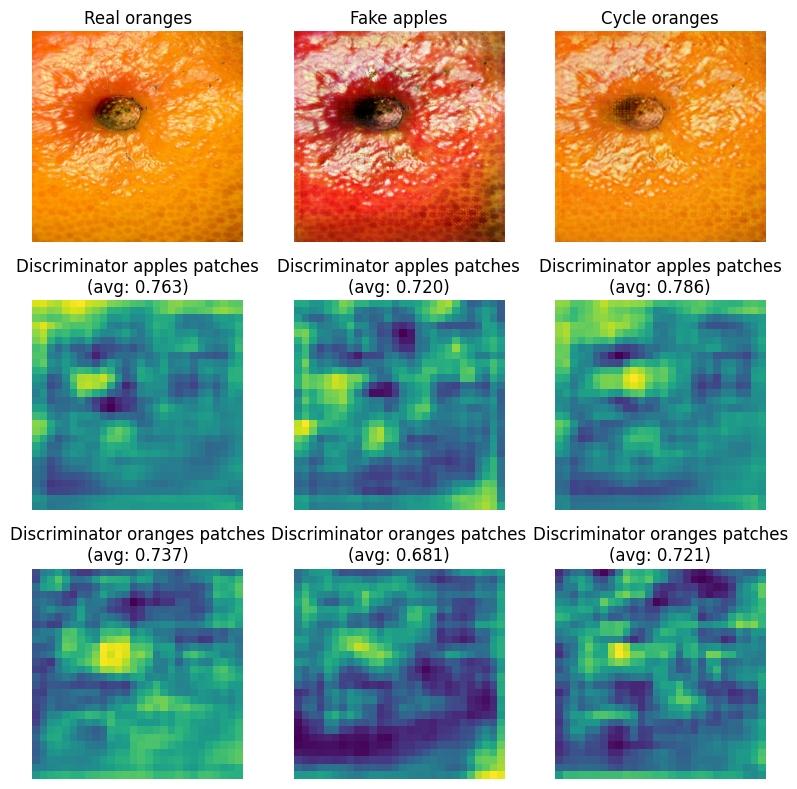 Real oranges
Fake apples
Cycle oranges
Discriminator apples patches
(avg: 0.763)
Discriminator apples patches
(avg: 0.720)
Discriminator apples patches
(avg: 0.786)
Discriminator oranges patches
(avg: 0.737)
Discriminator oranges patches
(avg: 0.681)
Discriminator oranges patches
(avg: 0.721)